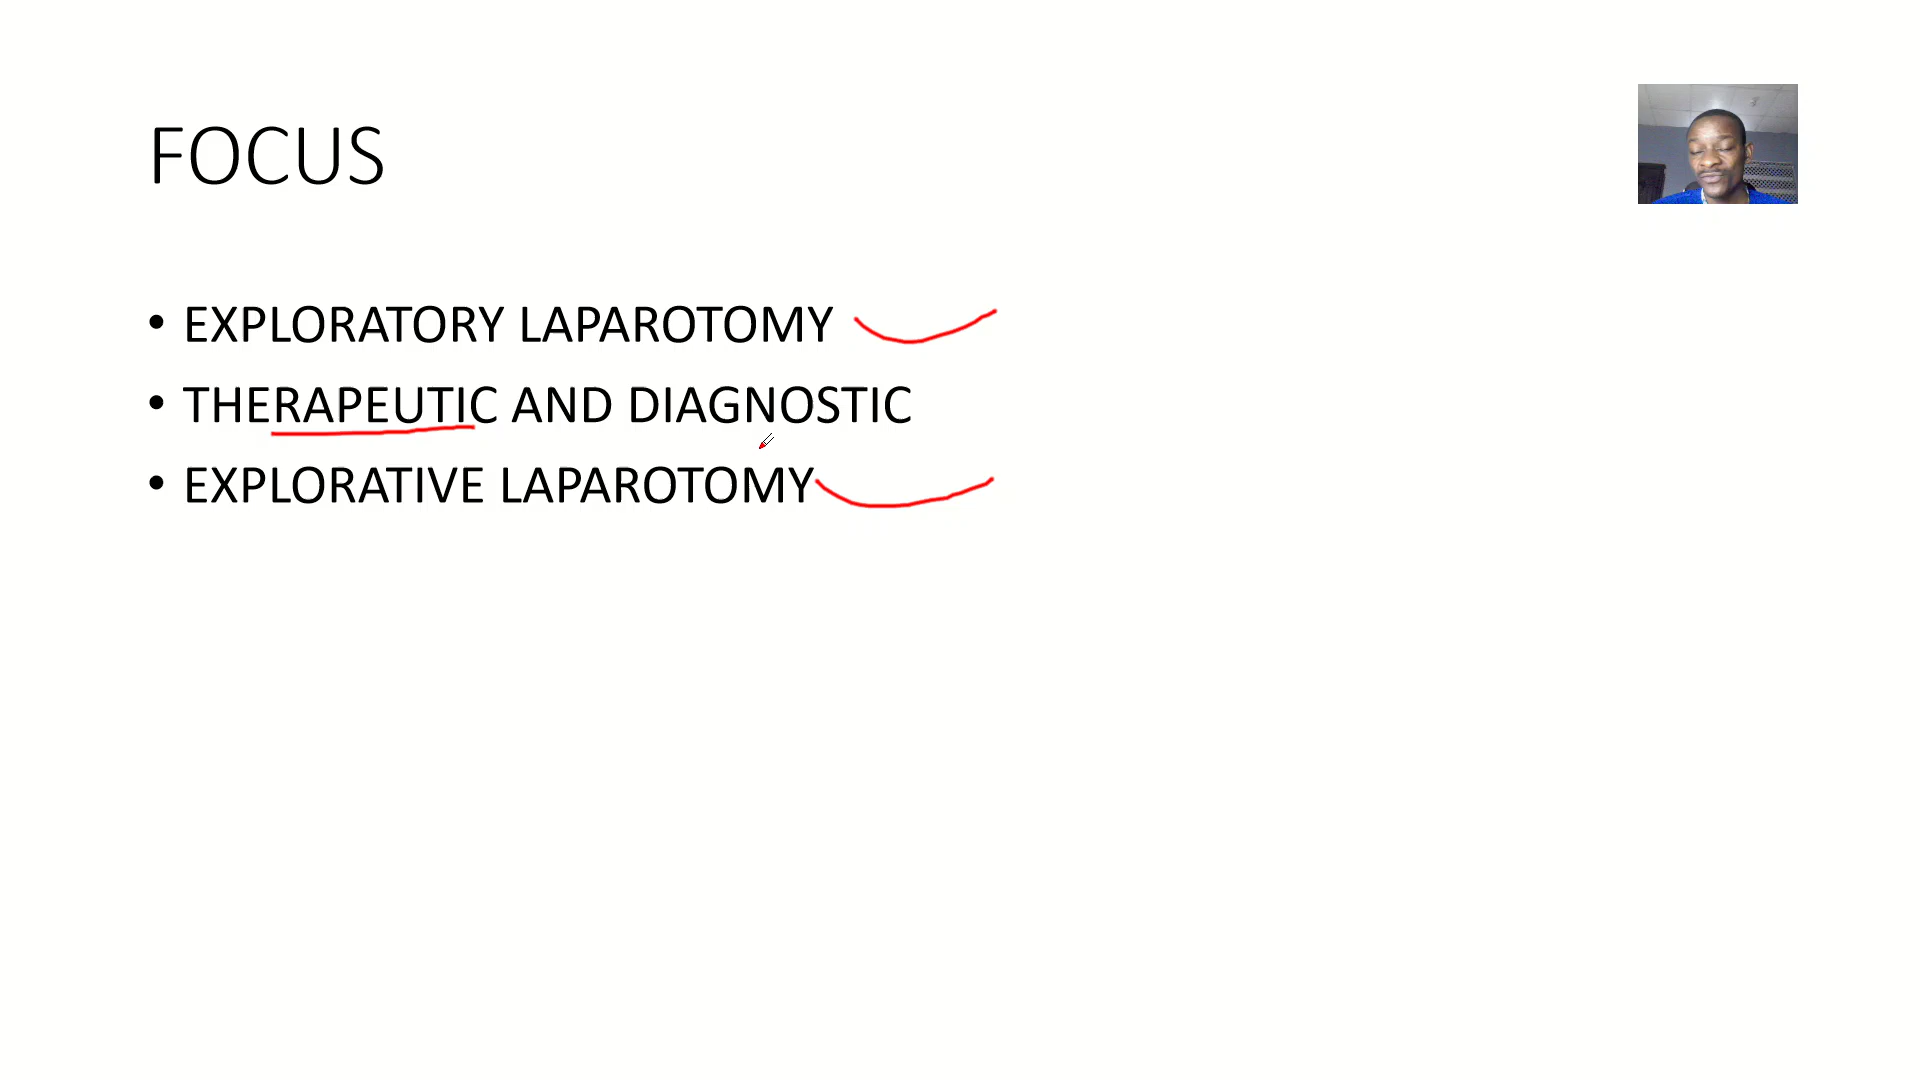 FOCUS
• EXPLORATORY LAPAROTOMY
• THERAPEUTIC AND DIAGNOSTIC
• EXPLORATIVE LAPAROTOMY